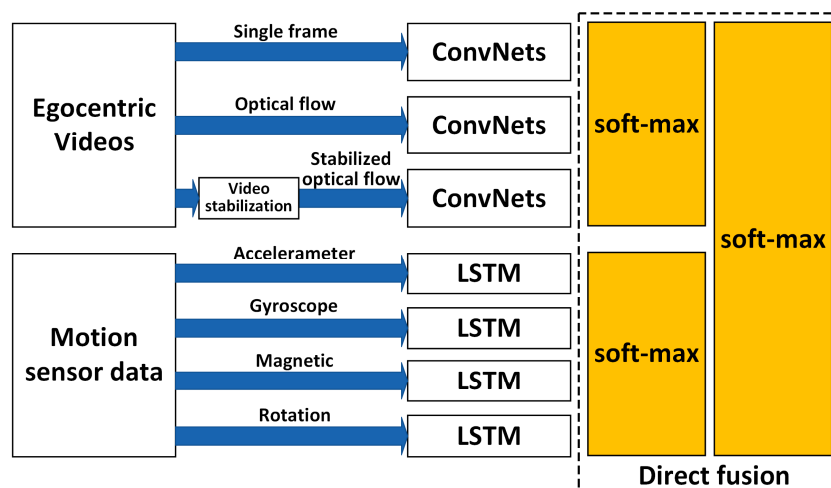 Egocentric
Videos
Single frame
ConvNets
Optical flow
ConvNets
Video
stabilization
Stabilized
optical flow
ConvNets
soft-max
Motion
sensor data
Accelerameter
LSTM
Gyroscope
LSTM
Magnetic
LSTM
Rotation
LSTM
soft-max
soft-max
Direct fusion